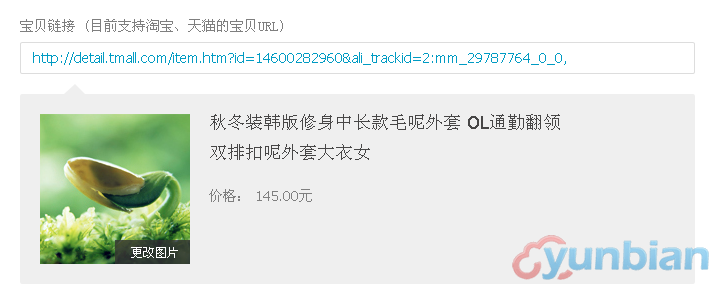 宝贝链接 (目前支持淘宝、天猫的宝贝URL)
http://detail.tmall.com/item.htm?id=14600282960&ali_trackid=2:mm_29787764_0_0,
秋冬装韩版修身中长款毛呢外套 OL通勤翻领
双排扣呢外套大衣女
价格: 145.00元
更改图片
yunbian